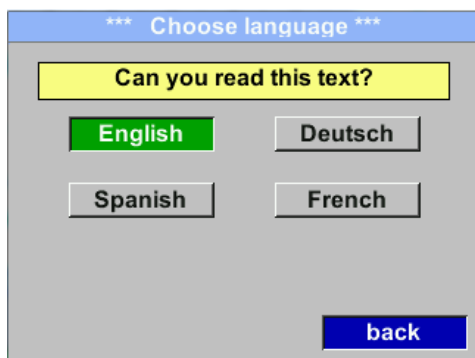 *** Choose language ***
Can you read this text?
English Deutsch
Spanish French
back